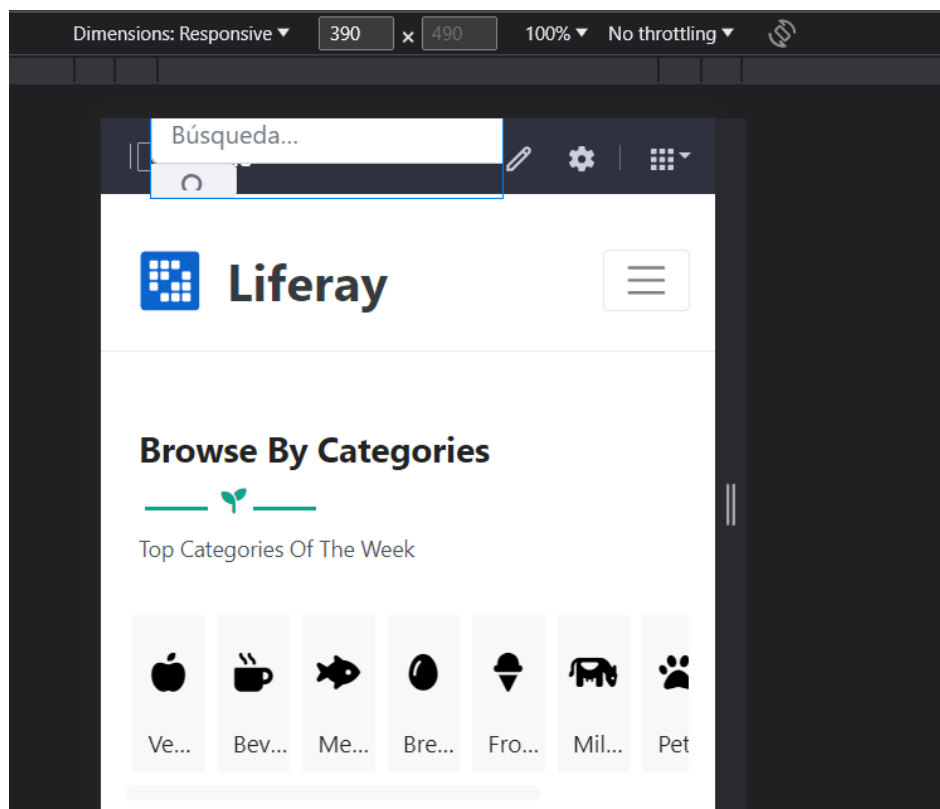 Dimensions: Responsive 390 × 490 100% No throttling
Búsqueda...
Liferay
Browse By Categories
Top Categories Of The Week
Ve... Bev... Me... Bre... Fro... Mil... Pet